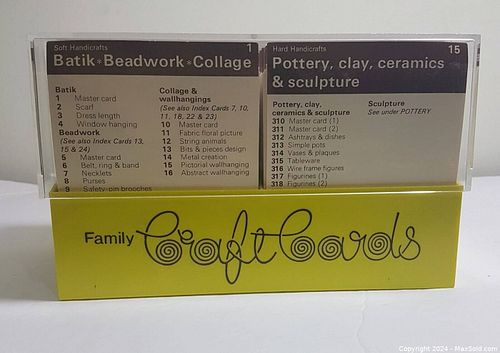 Soft Handicrafts 1
Batik*Beadwork*Collage
Batik
1 Master card
2 Scarf
3 Dress length
4 Window hanging
Beadwork
(See also Index Cards 13,
15 & 24)
5 Master card
6 Belt, ring & band
7 Necklets
8 Purses
9 Safety-pin brooches
Collage &
wallhangings
(See also Index Cards 7, 10,
11, 18, 22 & 23)
10 Master card
11 Fabric floral picture
12 String animals
13 Bits & pieces design
14 Metal creation
15 Pictorial wallhanging
16 Abstract wallhanging
Hard Handicrafts 15
Pottery, clay, ceramics
& sculpture
Pottery, clay,
ceramics & sculpture
310 Master card (1)
311 Master card (2)
312 Ashtrays & dishes
313 Simple pots
314 Vases & plaques
315 Tableware
316 Wire frame figures
317 Figurines (1)
318 Figurines (2)
Sculpture
See under POTTERY
Family Craft Cards
Copyright 2024 - MaxSold.com